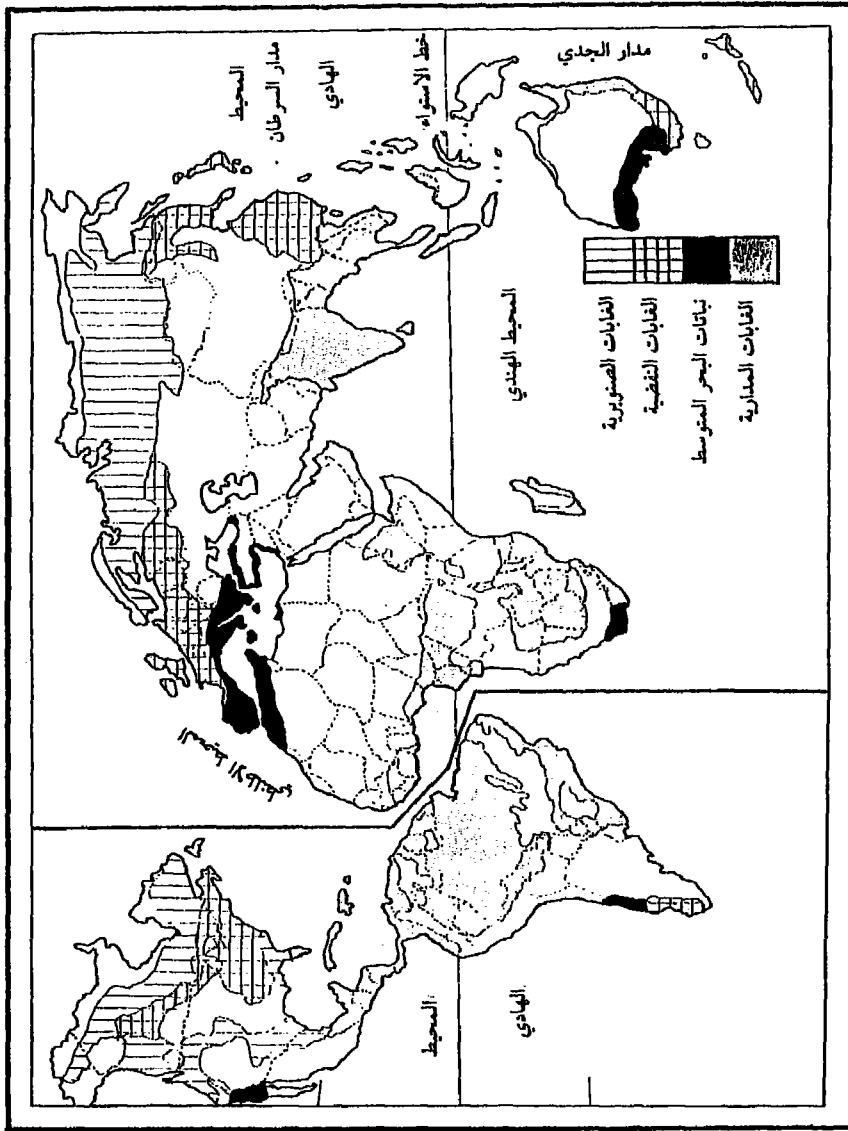 مدار الجدي
خط الاستواء
الهادي
مدار السرطان
المحيط
المحيط الهندي
الغابات الصنوبرية
الغابات النفضية
نباتات البحر المتوسط
الغابات المدارية
المحيط
الهادي